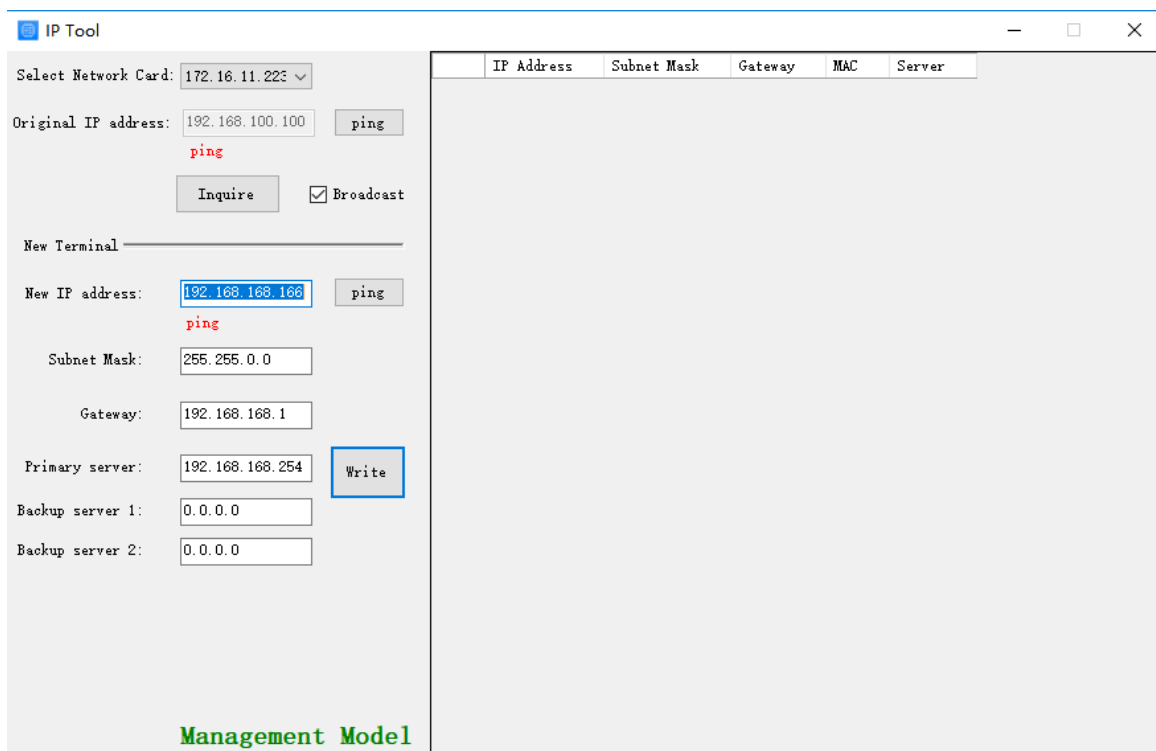 IP Tool
Select Network Card: 172.16.11.223
IP Address Subnet Mask Gateway MAC Server
Original IP address: 192.168.100.100 ping
ping
Inquire Broadcast
New Terminal
New IP address: 192.168.168.166 ping
ping
Subnet Mask: 255.255.0.0
Gateway: 192.168.168.1
Primary server: 192.168.168.254 Write
Backup server 1: 0.0.0.0
Backup server 2: 0.0.0.0
Management Model